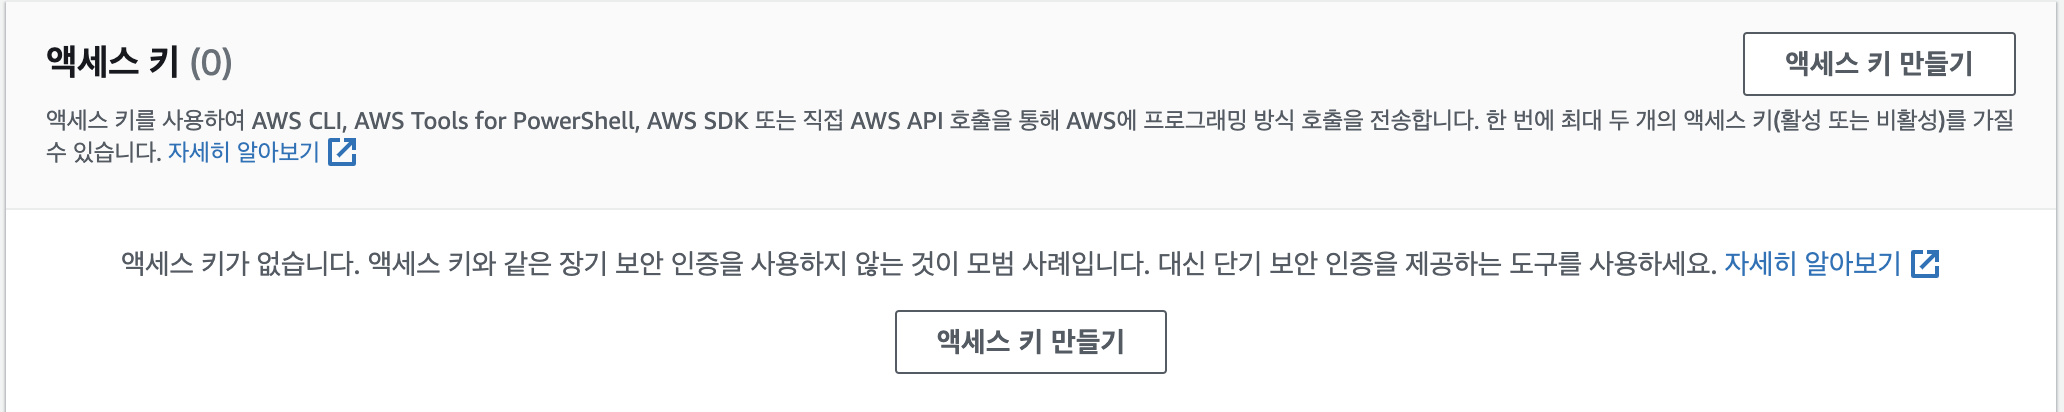 액세스 키 (0)
액세스 키 만들기
액세스 키를 사용하여 AWS CLI, AWS Tools for PowerShell, AWS SDK 또는 직접 AWS API 호출을 통해 AWS에 프로그래밍 방식 호출을 전송합니다. 한 번에 최대 두 개의 액세스 키(활성 또는 비활성)를 가질
수 있습니다. 자세히 알아보기
액세스 키가 없습니다. 액세스 키와 같은 장기 보안 인증을 사용하지 않는 것이 모범 사례입니다. 대신 단기 보안 인증을 제공하는 도구를 사용하세요. 자세히 알아보기
액세스 키 만들기